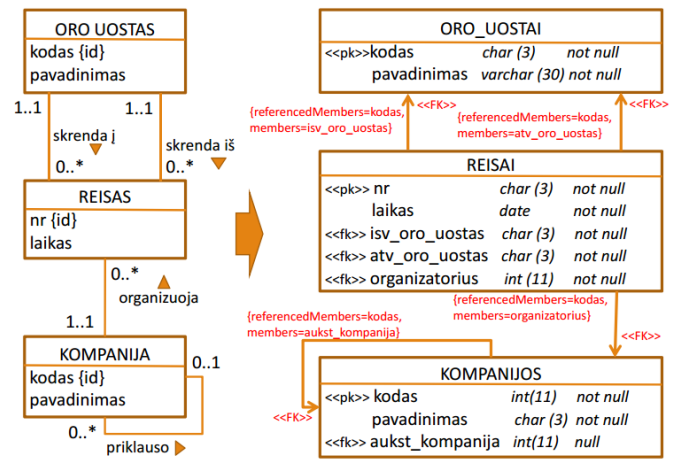 ORO UOSTAS
kodas {id}
pavadinimas
1..1
1..1
skrenda į
skrenda iš
0..*
0..*
REISAS
nr {id}
laikas
0..*
organizuoja
1..1
KOMPANIJA
kodas {id}
pavadinimas
0..1
0..*
priklauso
ORO_UOSTAI
<<pk>> kodas char (3) not null
pavadinimas varchar (30) not null
{referencedMembers=kodas,
members=isv_oro_uostas}
<<FK>>
{referencedMembers=kodas,
members=atv_oro_uostas}
<<FK>>
REISAI
<<pk>> nr char (3) not null
laikas date not null
<<fk>> isv_oro_uostas char (3) not null
<<fk>> atv_oro_uostas char (3) not null
<<fk>> organizatorius int (11) not null
{referencedMembers=kodas,
members=aukst_kompanija}
<<FK>>
{referencedMembers=kodas,
members=organizatorius}
<<FK>>
KOMPANIJOS
<<pk>> kodas int(11) not null
pavadinimas char (3) not null
<<fk>> aukst_kompanija int(11) null